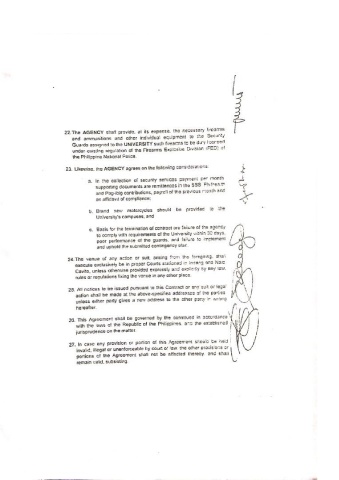 22. The AGENCY shall provide, at its expense, the necessary firearms
and ammunitions and other individual equipment to the Security
Guards assigned to the UNIVERSITY such firearms to be duly licensed
under existing regulation of the Firearms Explosive Division (FED) of
the Philippine National Police.
23. Likewise, the AGENCY agrees on the following considerations:
a. In the collection of security services payment per month,
supporting documents are remittances in the SSS, Philhealth
and Pag-ibig contributions, payroll of the previous month and
an affidavit of compliance;
b. Brand new motorcycles should be provided to the
University's campuses, and
c. Basis for the termination of contract are failure of the agency
to comply with requirements of the University within 30 days,
poor performance of the guards, and failure to implement
and uphold the submitted contingency plan.
24. The venue of any action or suit, arising from the foregoing, shall
execute exclusively be in proper Courts stationed in
Cavite, unless otherwise provided expressly and explicitly by any law,
rules or regulations fixing the venue in any other place.
25. All notices to be issued pursuant to this Contract or any suit or legal
action shall be made at the above-specified addresses of the parties
unless either party gives a new address to the other party in writing
hereafter.
26. This Agreement shall be governed by the construed in accordance
with the laws of the Republic of the Philippines, and the established
jurisprudence on the matter.
27. In case any provision or portion of this Agreement should be held
invalid, illegal or unenforceable by court or law, the other provisions or
portions of the Agreement shall not be affected thereby, and shall
remain valid, subsisting